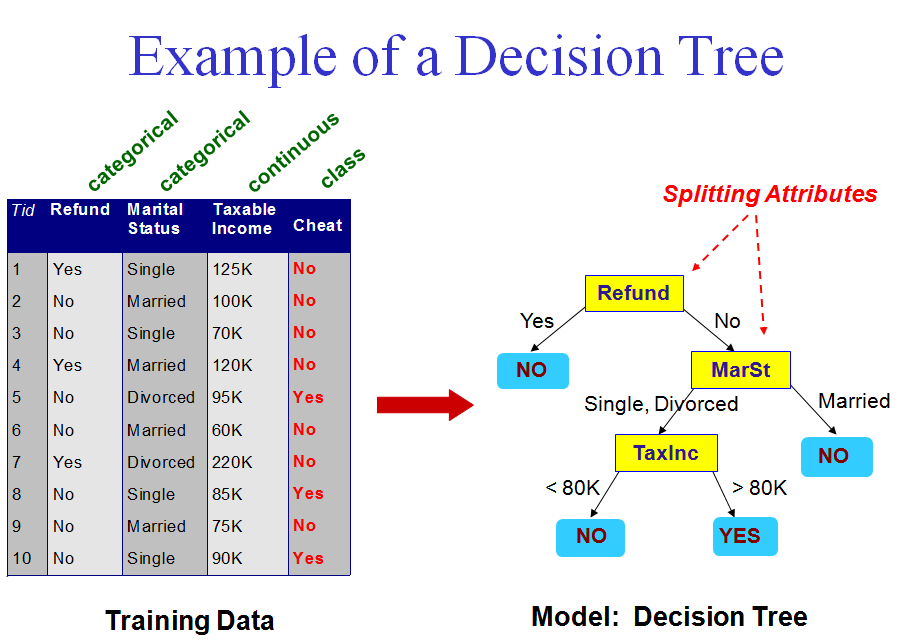 Example of a Decision Tree
categorical
categorical
continuous
class
Tid Refund Marital Status Taxable Income Cheat
1 Yes Single 125K No
2 No Married 100K No
3 No Single 70K No
4 Yes Married 120K No
5 No Divorced 95K Yes
6 No Married 60K No
7 Yes Divorced 220K No
8 No Single 85K Yes
9 No Married 75K No
10 No Single 90K Yes
Training Data
Splitting Attributes
Refund
Yes No
NO MarSt
Single, Divorced Married
TaxInc NO
< 80K > 80K
NO YES
Model: Decision Tree